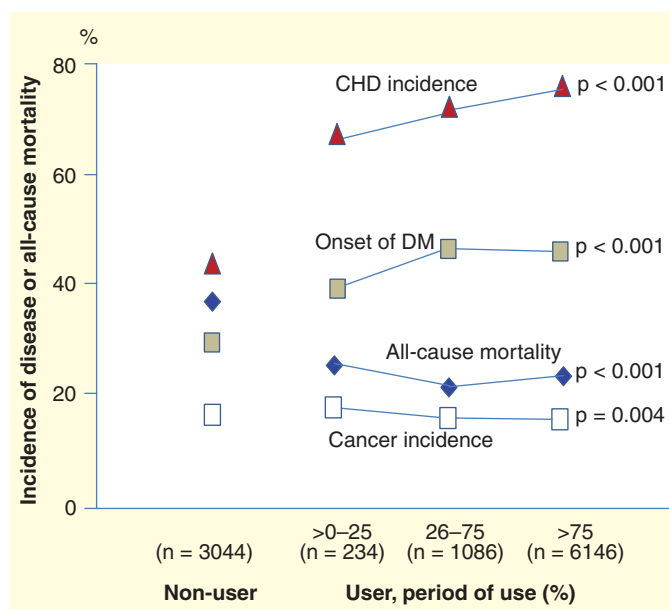 %
Incidence of disease or all-cause mortality
80
60
40
20
0
CHD incidence
p < 0.001
Onset of DM
p < 0.001
All-cause mortality
p < 0.001
p = 0.004
Cancer incidence
>0–25 26–75 >75
(n = 3044) (n = 234) (n = 1086) (n = 6146)
Non-user User, period of use (%)